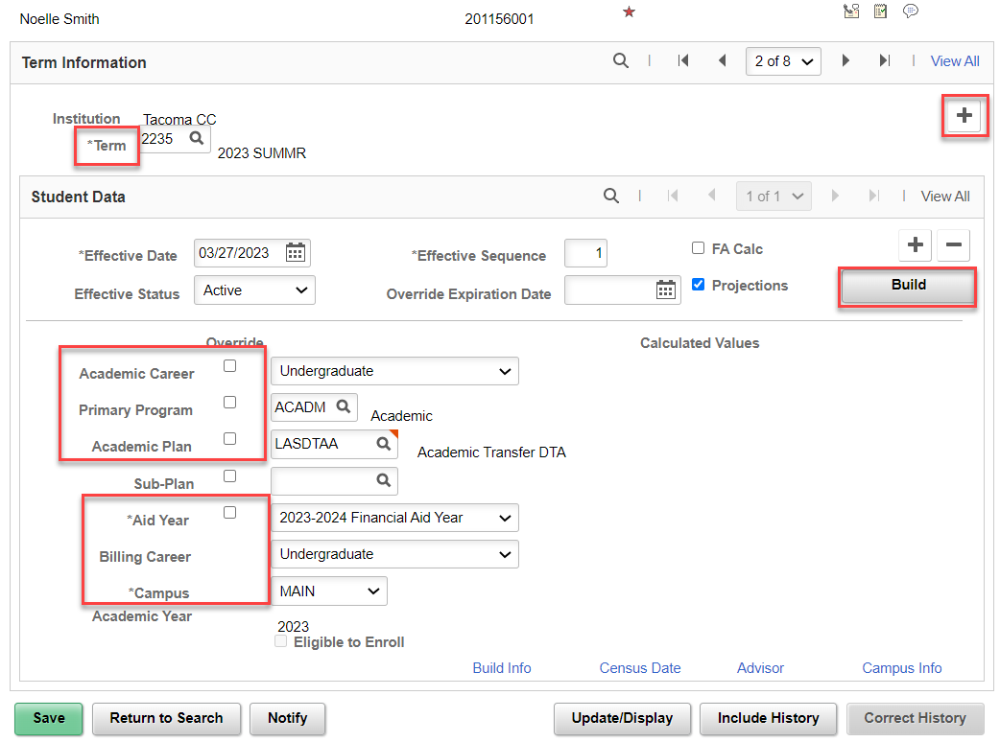 Noelle Smith 201156001
Term Information 2 of 8 View All
Institution Tacoma CC
*Term 2235 2023 SUMMR
Student Data 1 of 1 View All
*Effective Date 03/27/2023 *Effective Sequence 1 FA Calc
Effective Status Active Override Expiration Date Projections Build
Override Calculated Values
Academic Career Undergraduate
Primary Program ACADM Academic
Academic Plan LASDTAA Academic Transfer DTA
Sub-Plan
*Aid Year 2023-2024 Financial Aid Year
Billing Career Undergraduate
*Campus MAIN
Academic Year 2023
Eligible to Enroll
Build Info Census Date Advisor Campus Info
Save Return to Search Notify Update/Display Include History Correct History